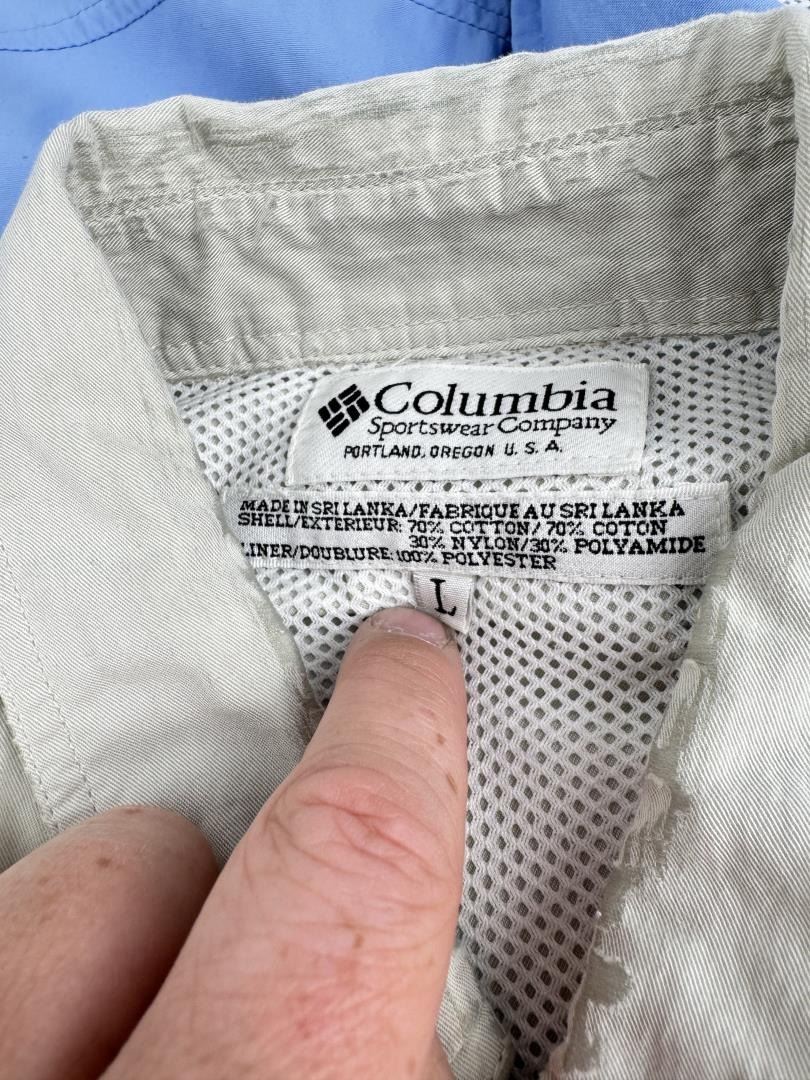 Columbia
Sportswear Company
PORTLAND, OREGON U. S. A.
MADE IN SRI LANKA/FABRIQUE AU SRI LANKA
SHELL/EXTERIEUR: 70% COTTON/70% COTON
30% NYLON/30% POLYAMIDE
LINER/DOUBLURE: 100% POLYESTER
L